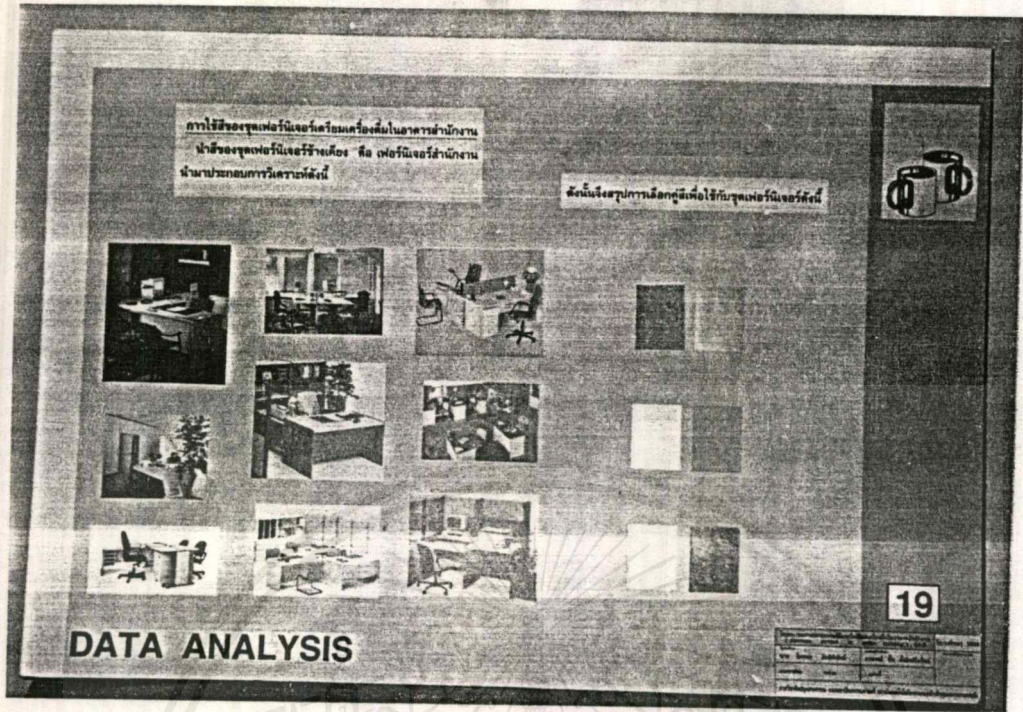 การใช้สีของชุดเฟอร์นิเจอร์เตรียมเครื่องดื่มในอาคารสำนักงาน
นำสีของชุดเฟอร์นิเจอร์ข้างเคียง คือ เฟอร์นิเจอร์สำนักงาน
นำมาประกอบการวิเคราะห์ดังนี้
ดังนั้นจึงสรุปการเลือกคู่สีเพื่อใช้กับชุดเฟอร์นิเจอร์ดังนี้
19
DATA ANALYSIS